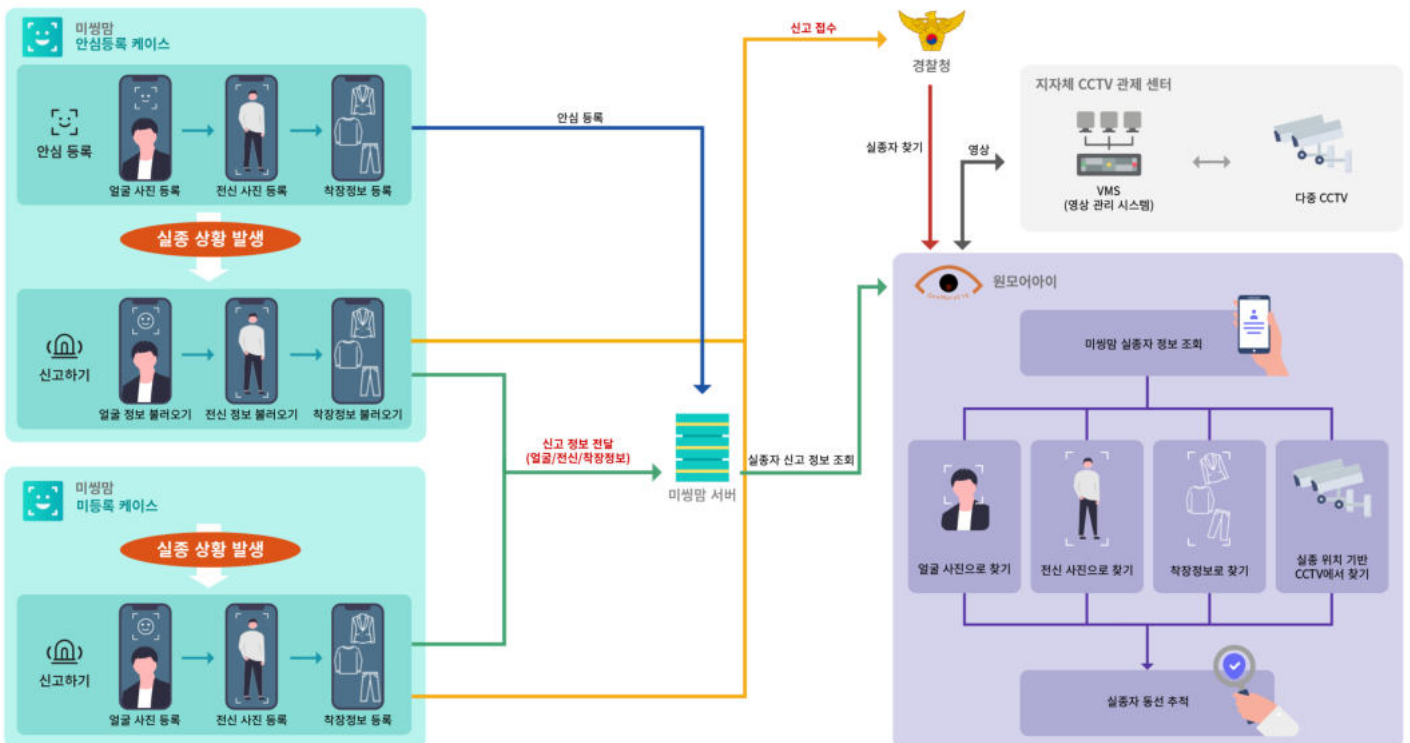 미씽맘
안심등록 케이스
안심 등록
얼굴 사진 등록
전신 사진 등록
착장정보 등록
실종 상황 발생
신고하기
얼굴 정보 불러오기
전신 정보 불러오기
착장정보 불러오기
미씽맘
미등록 케이스
실종 상황 발생
신고하기
얼굴 사진 등록
전신 사진 등록
착장정보 등록
안심 등록
신고 정보 전달
(얼굴/전신/착장정보)
미씽맘 서버
신고 접수
경찰청
실종자 찾기
영상
실종자 신고 정보 조회
지자체 CCTV 관제 센터
VMS
(영상 관리 시스템)
다중 CCTV
OneMoreEye
원모어아이
미씽맘 실종자 정보 조회
얼굴 사진으로 찾기
전신 사진으로 찾기
착장정보로 찾기
실종 위치 기반
CCTV에서 찾기
실종자 동선 추적